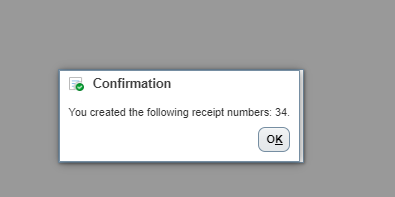 Confirmation
You created the following receipt numbers: 34.
OK